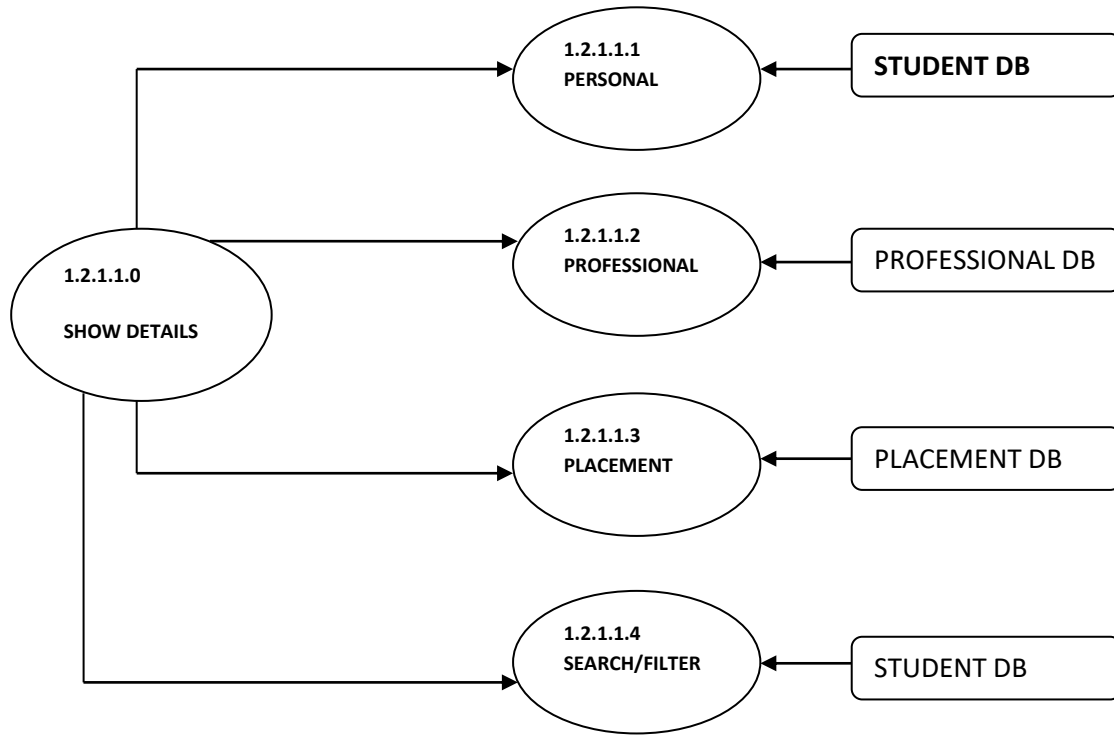 1.2.1.1.1
PERSONAL
STUDENT DB
1.2.1.1.2
PROFESSIONAL
PROFESSIONAL DB
1.2.1.1.0
SHOW DETAILS
1.2.1.1.3
PLACEMENT
PLACEMENT DB
1.2.1.1.4
SEARCH/FILTER
STUDENT DB